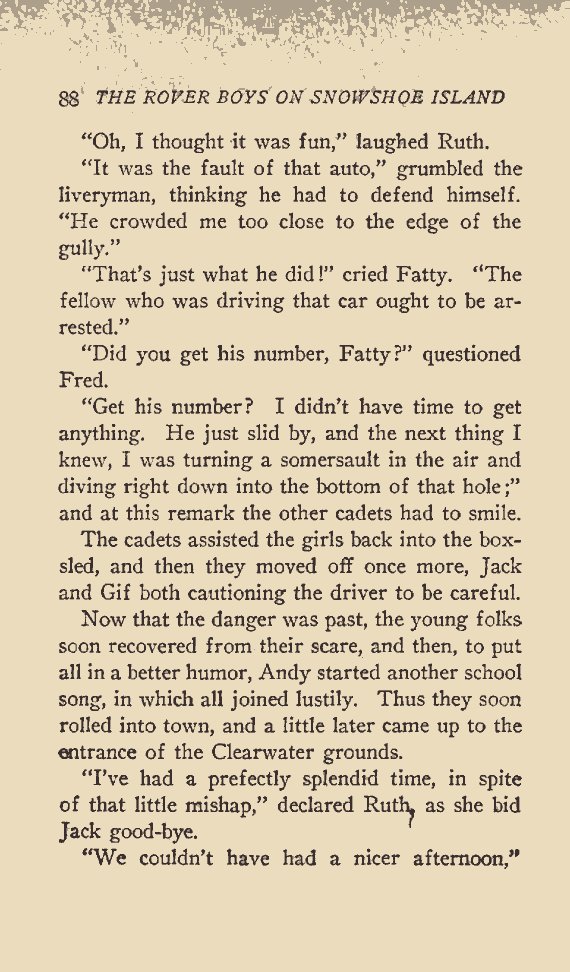 88 THE ROVER BOYS ON SNOWSHOE ISLAND
“Oh, I thought it was fun,” laughed Ruth.
“It was the fault of that auto,” grumbled the
liveryman, thinking he had to defend himself.
“He crowded me too close to the edge of the
gully.”
“That’s just what he did!” cried Fatty. “The
fellow who was driving that car ought to be ar-
rested.”
“Did you get his number, Fatty?” questioned
Fred.
“Get his number? I didn’t have time to get
anything. He just slid by, and the next thing I
knew, I was turning a somersault in the air and
diving right down into the bottom of that hole;”
and at this remark the other cadets had to smile.
The cadets assisted the girls back into the box-
sled, and then they moved off once more, Jack
and Gif both cautioning the driver to be careful.
Now that the danger was past, the young folks
soon recovered from their scare, and then, to put
all in a better humor, Andy started another school
song, in which all joined lustily. Thus they soon
rolled into town, and a little later came up to the
entrance of the Clearwater grounds.
“I’ve had a prefectly splendid time, in spite
of that little mishap,” declared Ruth, as she bid
Jack good-bye.
“We couldn’t have had a nicer afternoon,”